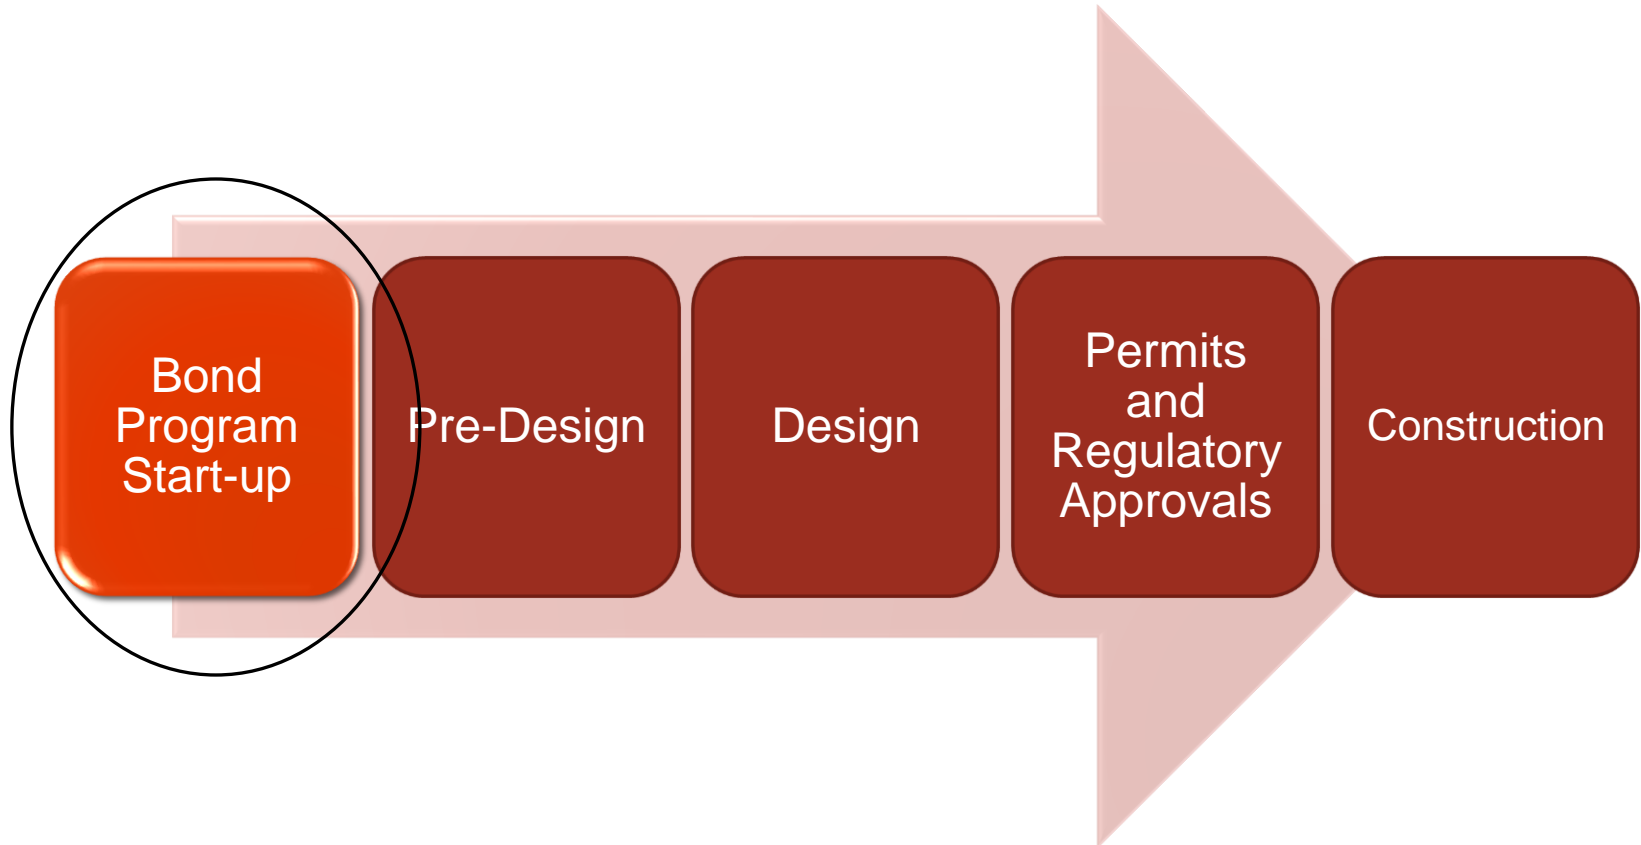 Bond
Program
Start-up
Pre-Design
Design
Permits
and
Regulatory
Approvals
Construction